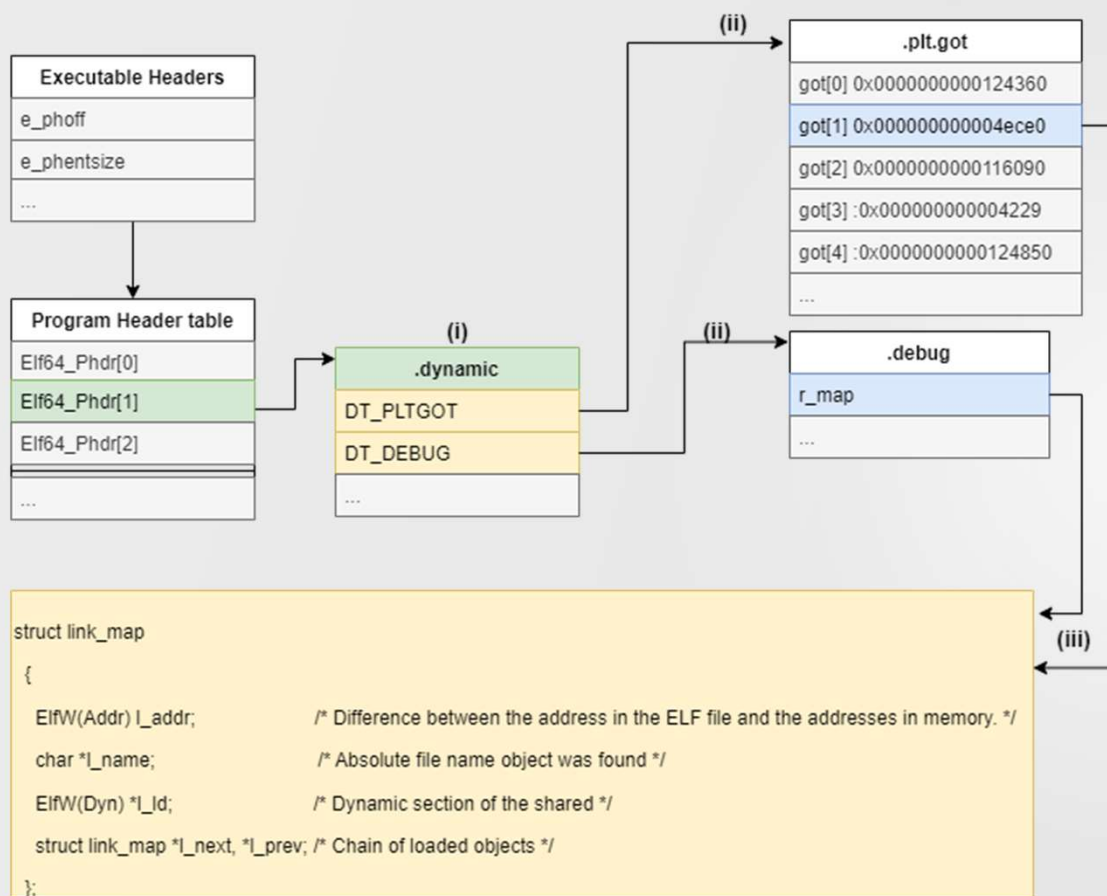 Executable Headers
e_phoff
e_phentsize
...
Program Header table
Elf64_Phdr[0]
Elf64_Phdr[1]
Elf64_Phdr[2]
...
(i)
.dynamic
DT_PLTGOT
DT_DEBUG
...
(ii)
.plt.got
got[0] 0x0000000000124360
got[1] 0x000000000004ece0
got[2] 0x0000000000116090
got[3] :0x000000000004229
got[4] :0x0000000000124850
...
(ii)
.debug
r_map
...
(iii)
struct link_map
{
ElfW(Addr) l_addr; /* Difference between the address in the ELF file and the addresses in memory. */
char *l_name; /* Absolute file name object was found */
ElfW(Dyn) *l_ld; /* Dynamic section of the shared */
struct link_map *l_next, *l_prev; /* Chain of loaded objects */
};